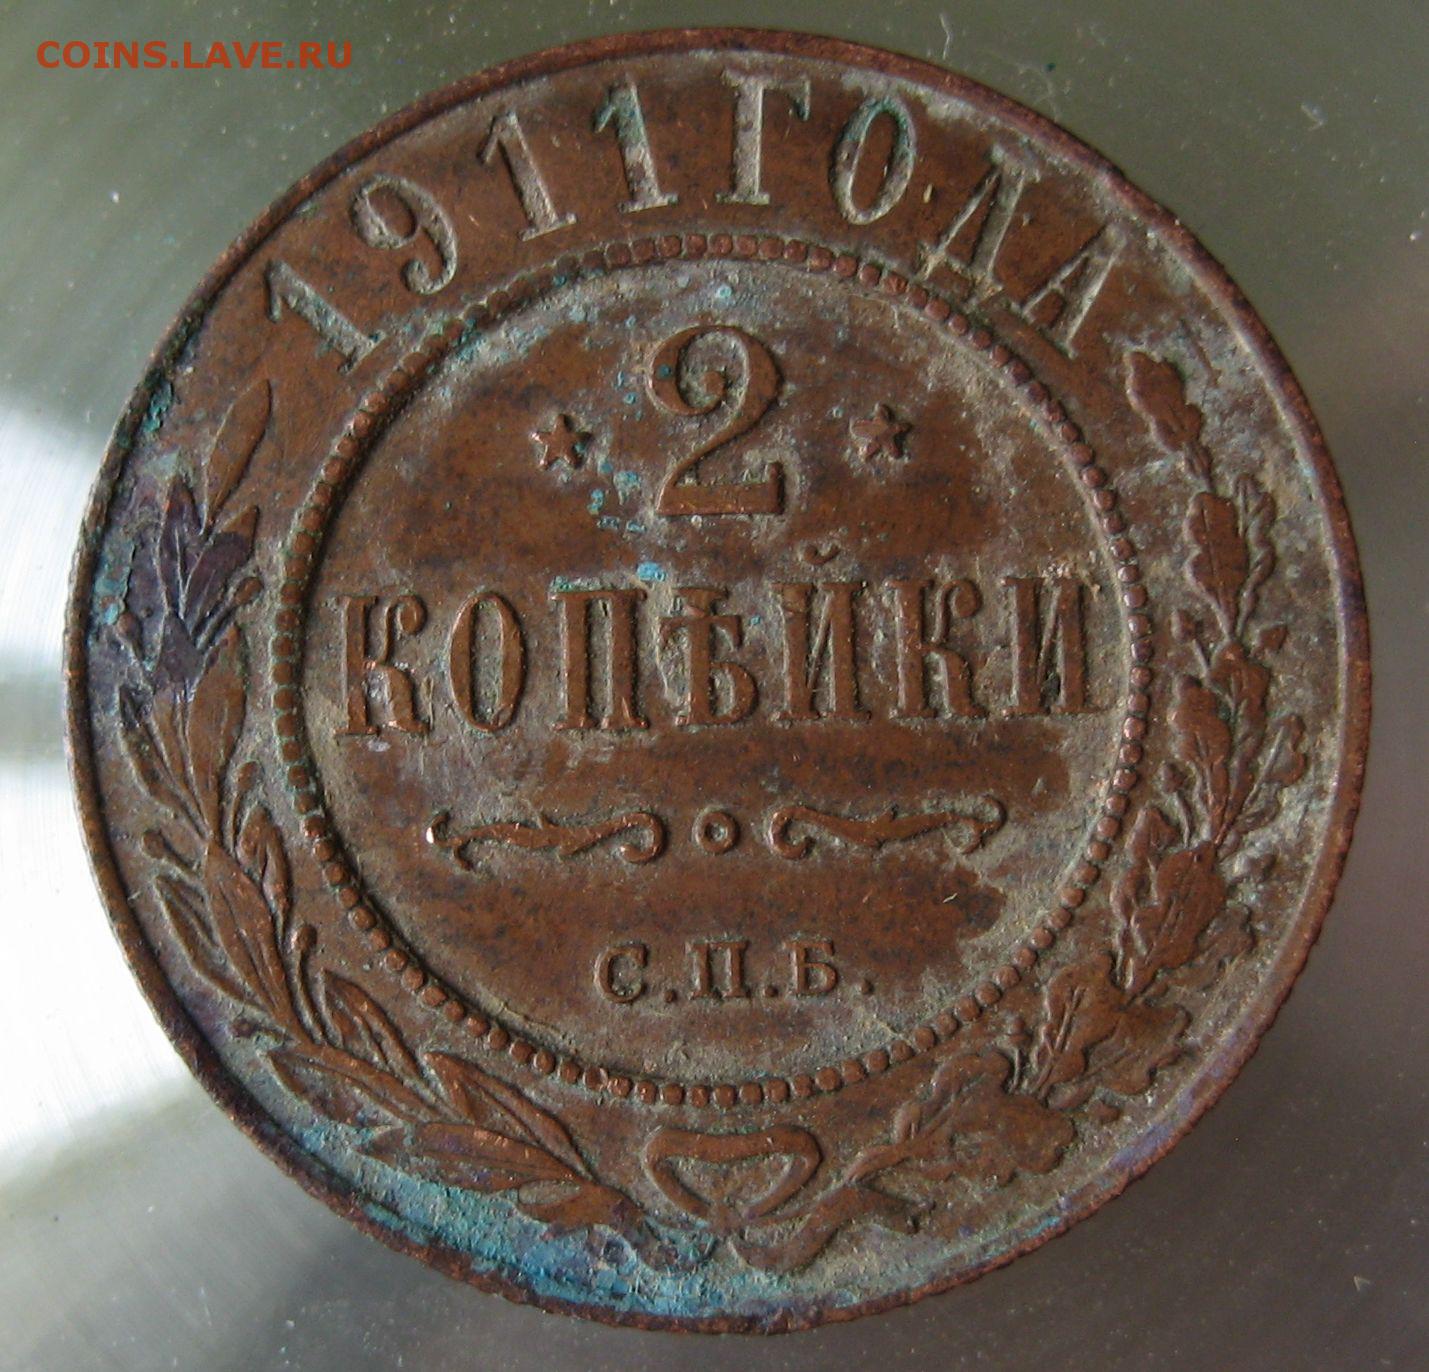 COINS.LAVE.RU
1911 ГОДА
2
КОПѢЙКИ
С.П.Б.